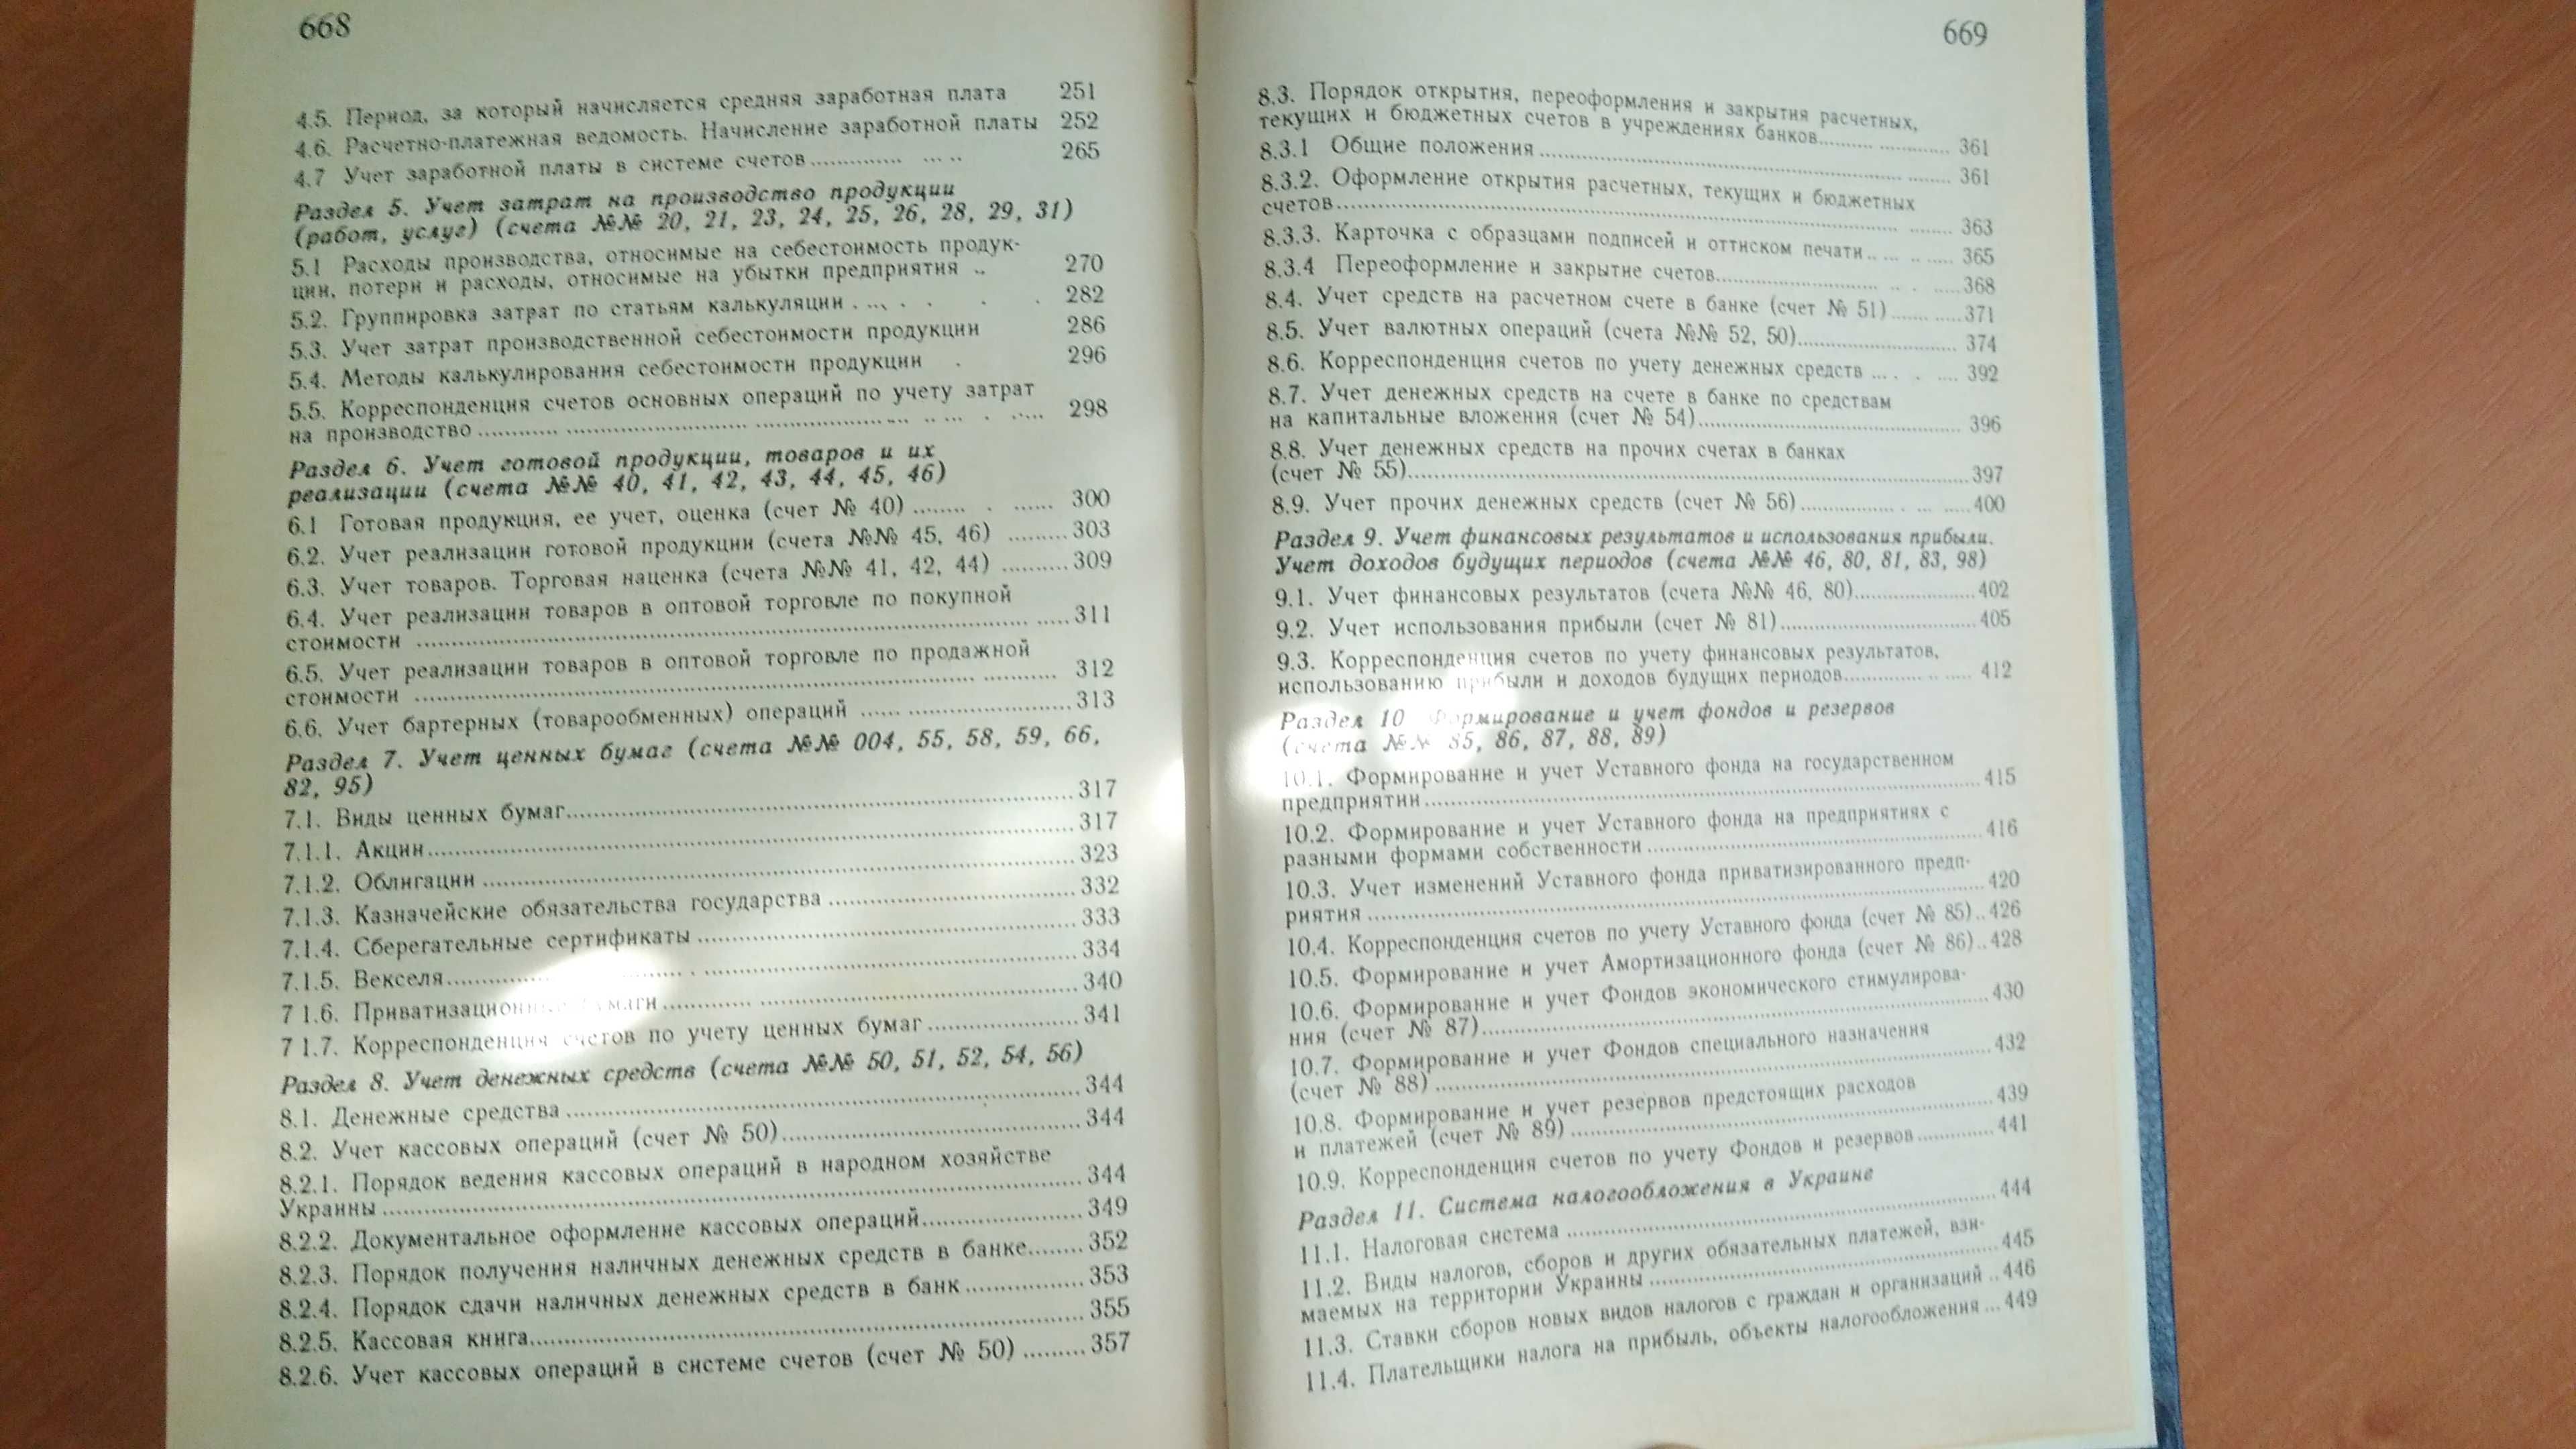 668
4.5. Период, за который начисляется средняя заработная плата 251
4.6. Расчетно-платежная ведомость. Начисление заработной платы 252
4.7 Учет заработной платы в системе счетов .............. ... .. 265
Раздел 5. Учет затрат на производство продукции
(работ, услуг) (счета №№ 20, 21, 23, 24, 25, 26, 28, 29, 31)
5.1 Расходы производства, относимые на себестоимость продук-
ции, потери и расходы, относимые на убытки предприятия .. 270
5.2. Группировка затрат по статьям калькуляции . ... . . . . 282
5.3. Учет затрат производственной себестоимости продукции 286
5.4. Методы калькулирования себестоимости продукции . 296
5.5. Корреспонденция счетов основных операций по учету затрат
на производство ............ ........................... ...................... .. ... . ..... 298
Раздел 6. Учет готовой продукции, товаров и их
реализации (счета №№ 40, 41, 42, 43, 44, 45, 46)
6.1 Готовая продукция, ее учет, оценка (счет № 40) ........ . ...... 300
6.2. Учет реализации готовой продукции (счета №№ 45, 46) .........303
6.3. Учет товаров. Торговая наценка (счета №№ 41, 42, 44) ..........309
6.4. Учет реализации товаров в оптовой торговле по покупной
стоимости ..................................................................... .....311
6.5. Учет реализации товаров в оптовой торговле по продажной
стоимости ............................................................... ........... 312
6.6. Учет бартерных (товарообменных) операций ...... .........................313
Раздел 7. Учет ценных бумаг (счета №№ 004, 55, 58, 59, 66,
82, 95)
7.1. Виды ценных бумаг..........................................................317
7.1.1. Акции.........................................................................317
7.1.2. Облигации ...................................................................323
7.1.3. Казначейские обязательства государства ............................332
7.1.4. Сберегательные сертификаты ...........................................333
7.1.5. Векселя....................... . ............................................334
7 1.6. Приватизационн бумаги ............. ..................................340
7 1.7. Корреспонденция счетов по учету ценных бумаг .................341
Раздел 8. Учет денежных средств (счета №№ 50, 51, 52, 54, 56)
8.1. Денежные средства ..........................................................344
8.2. Учет кассовых операций (счет № 50)..................................344
8.2.1. Порядок ведения кассовых операций в народном хозяйстве
Украины ...........................................................................344
8.2.2. Документальное оформление кассовых операций...................349
8.2.3. Порядок получения наличных денежных средств в банке........352
8.2.4. Порядок сдачи наличных денежных средств в банк ..............353
8.2.5. Кассовая книга..............................................................355
8.2.6. Учет кассовых операций в системе счетов (счет № 50) .........357
669
8.3. Порядок открытия, переоформления и закрытия расчетных,
текущих и бюджетных счетов в учреждениях банков.......... ............. 361
8.3.1 Общие положения ................................................... ........ 361
8.3.2. Оформление открытия расчетных, текущих и бюджетных
счетов.............................................................................. ........ 363
8.3.3. Карточка с образцами подписей и оттиском печати.. ... .. ..... 365
8.3.4 Переоформление и закрытие счетов........................ .. . .....368
8.4. Учет средств на расчетном счете в банке (счет № 51) ...... .....371
8.5. Учет валютных операций (счета №№ 52, 50)......................... 374
8.6. Корреспонденция счетов по учету денежных средств ... . . .... 392
8.7. Учет денежных средств на счете в банке по средствам
на капитальные вложения (счет № 54)........................................ 396
8.8. Учет денежных средств на прочих счетах в банках
(счет № 55)...........................................................................397
8.9. Учет прочих денежных средств (счет № 56) ............... . ... .....400
Раздел 9. Учет финансовых результатов и использования прибыли.
Учет доходов будущих периодов (счета №№ 46, 80, 81, 83, 98)
9.1. Учет финансовых результатов (счета №№ 46, 80)....................402
9.2. Учет использования прибыли (счет № 81)..............................405
9.3. Корреспонденция счетов по учету финансовых результатов,
использованию прибыли и доходов будущих периодов.............. .. ..... 412
Раздел 10 Формирование и учет фондов и резервов
(счета №№ 85, 86, 87, 88, 89)
10.1. Формирование и учет Уставного фонда на государственном
предприятии .........................................................................415
10.2. Формирование и учет Уставного фонда на предприятиях с
разными формами собственности .............................................416
10.3. Учет изменений Уставного фонда приватизированного предп-
риятия ...............................................................................420
10.4. Корреспонденция счетов по учету Уставного фонда (счет № 85)..426
10.5. Формирование и учет Амортизационного фонда (счет № 86)..428
10.6. Формирование и учет Фондов экономического стимулирова-
ния (счет № 87)....................................................................430
10.7. Формирование и учет Фондов специального назначения
(счет № 88) .........................................................................432
10.8. Формирование и учет резервов предстоящих расходов
и платежей (счет № 89) .........................................................439
10.9. Корреспонденция счетов по учету Фондов и резервов.............441
Раздел 11. Система налогообложения в Украине
11.1. Налоговая система ........................................................444
11.2. Виды налогов, сборов и других обязательных платежей, взи-
маемых на территории Украины .............................................445
11.3. Ставки сборов новых видов налогов с граждан и организаций ..446
11.4. Плательщики налога на прибыль, объекты налогообложения ...449